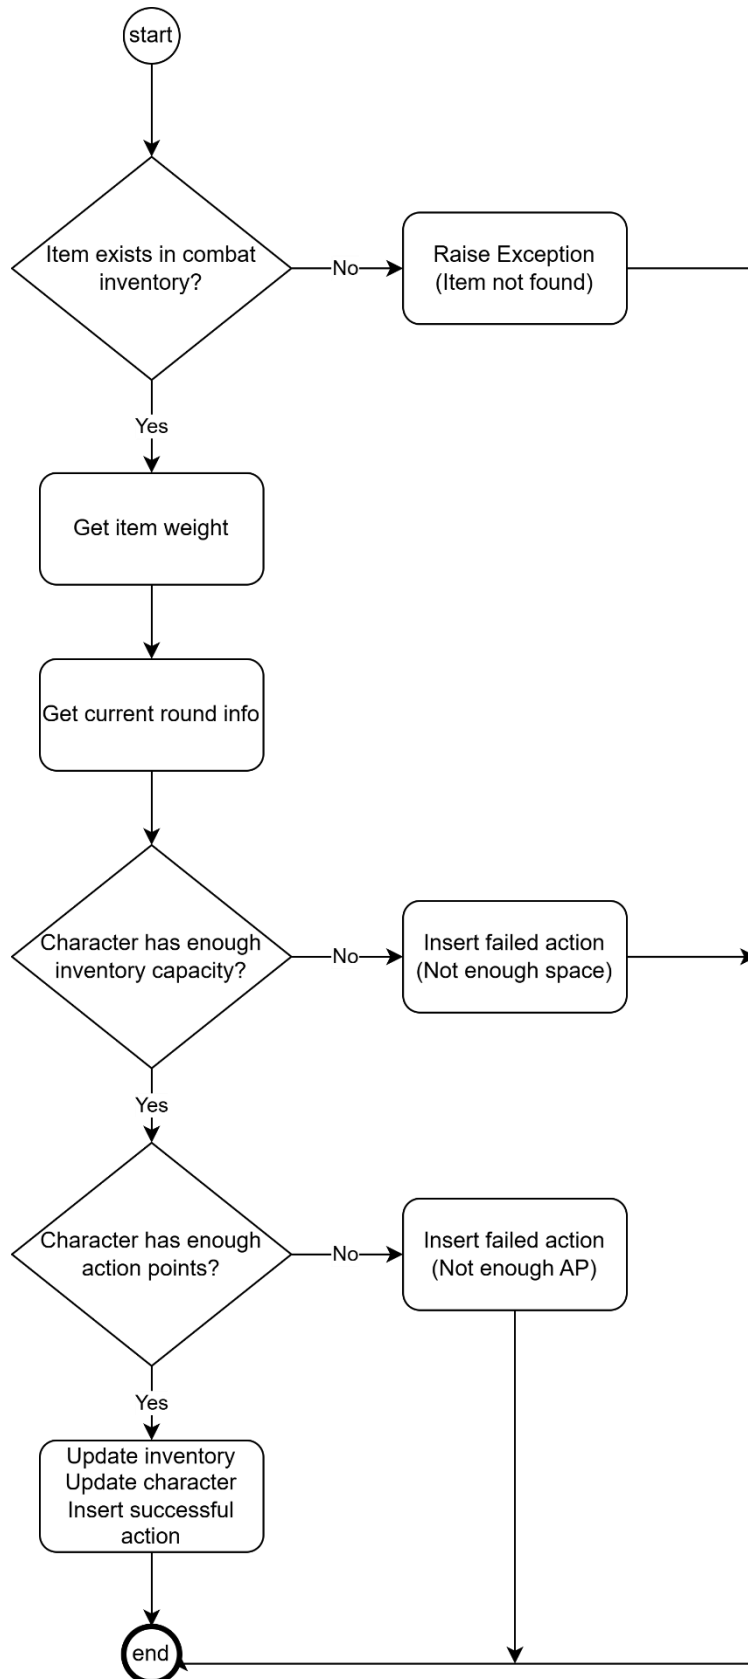 start
Item exists in combat
inventory?
No
Raise Exception
(Item not found)
Yes
Get item weight
Get current round info
Character has enough
inventory capacity?
No
Insert failed action
(Not enough space)
Yes
Character has enough
action points?
No
Insert failed action
(Not enough AP)
Yes
Update inventory
Update character
Insert successful
action
end